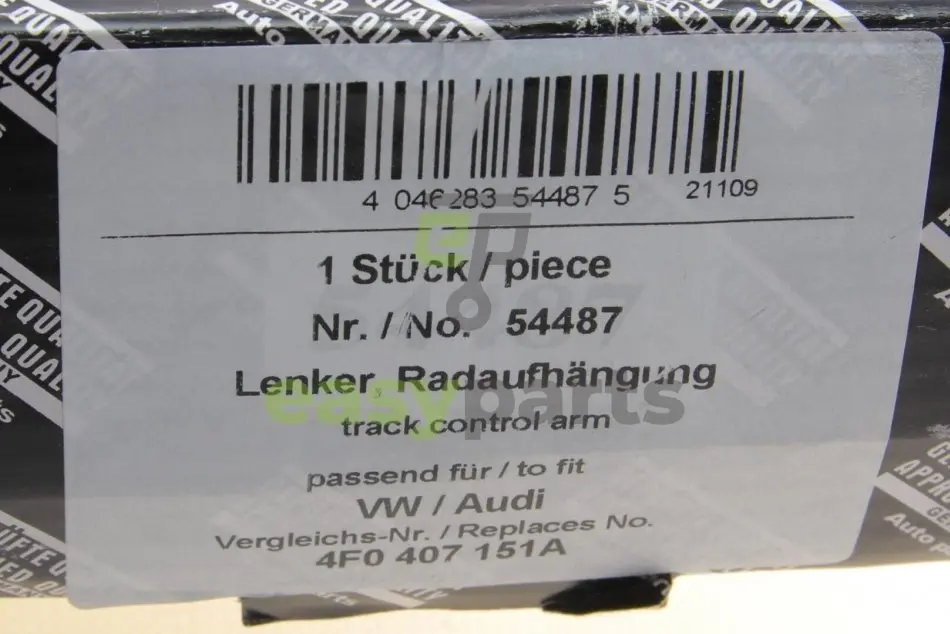 4 046283 54487 5
21109
1 Stück / piece
Nr. / No. 54487
Lenker, Radaufhängung
easyparts
track control arm
passend für / to fit
VW / Audi
Vergleichs-Nr. / Replaces No.
4F0 407 151A